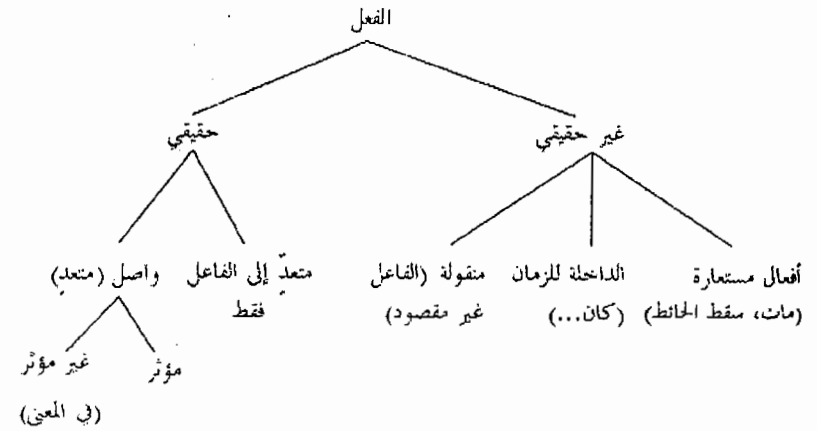 الفعل
غير حقيقي
حقيقي
أفعال مستعارة
(مات، سقط الحائط)
الداخلة للزمان
(كان...)
منقولة (الفاعل
غير مقصود)
متعدّ إلى الفاعل
فقط
واصل (متعدٍ)
مؤثر
غير مؤثر
(في المعنى)